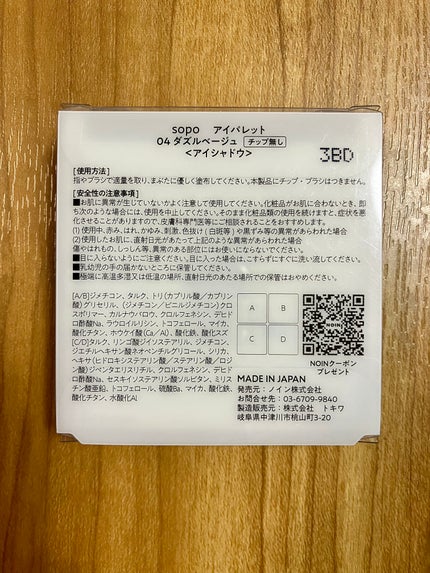 sopo アイパレット
04 ダズルベージュ チップ無し
<アイシャドウ>
3BD
[使用方法]
指やブラシで適量を取り、まぶたに優しく塗布してください。本製品にチップ・ブラシはつきません。
[安全性の注意事項]
■お肌に異常が生じていないかよく注意して使用してください。化粧品がお肌に合わないとき、即
ち次のような場合には、使用を中止してください。そのまま化粧品類の使用を続けますと、症状を悪
化させることがありますので、皮膚科専門医等にご相談されることをおすすめします。
(1)使用中、赤み、はれ、かゆみ、刺激、色抜け(白斑等)や黒ずみ等の異常があらわれた場合
(2)使用したお肌に、直射日光があたって上記のような異常があらわれた場合
傷やはれもの、しっしん等、異常のある部位にはお使いにならないでください。
■目に入らないようにご注意ください。目に入った場合は、こすらずにすぐに洗い流してください。
■乳幼児の手の届かないところに保管してください。
■極端に高温多湿又は低温の場所、直射日光のあたる場所での保管はおやめください。
[A/B]ジメチコン、タルク、トリ(カプリル酸/カプリン
酸)グリセリル、(ジメチコン/ビニルジメチコン)クロ
スポリマー、カルナウバロウ、クロルフェネシン、デヒド
ロ酢酸Na、ラウロイルリシン、トコフェロール、マイカ、
酸化チタン、ホウケイ酸(Ca/Al)、酸化鉄、酸化スズ
[C/D]タルク、リンゴ酸ジイソステアリル、ジメチコン、
ジエチルヘキサン酸ネオペンチルグリコール、シリカ、
ヘキサ(ヒドロキシステアリン酸/ステアリン酸/ロジ
ン酸)ジペンタエリスリチル、クロルフェネシン、デヒド
ロ酢酸Na、セスキイソステアリン酸ソルビタン、ミリス
チン酸亜鉛、トコフェロール、硫酸Ba、マイカ、酸化鉄、
酸化チタン、水酸化Al
A B
C D
NOIN
NOINクーポン
プレゼント
MADE IN JAPAN
発売元:ノイン株式会社
お問合せ先:03-6709-9840
製造販売元:株式会社 トキワ
岐阜県中津川市桃山町3-20